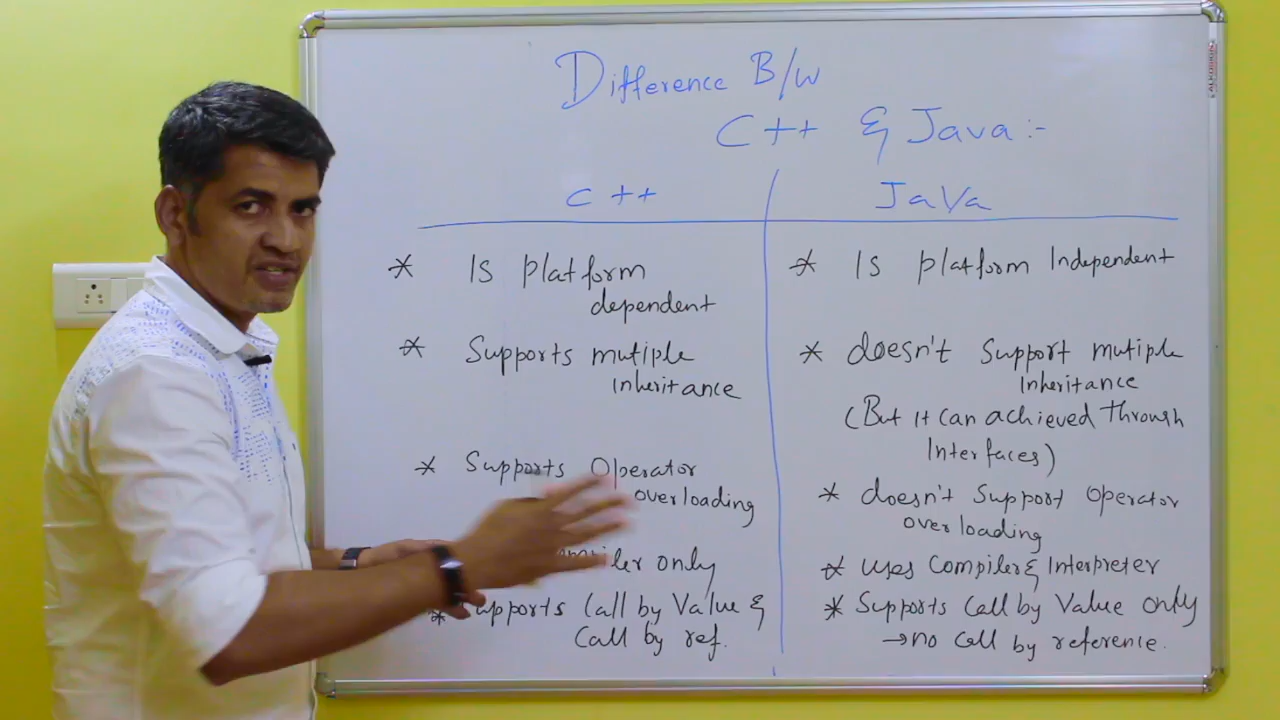 Difference B/w
C++ & Java :-
C++
JaVa
* Is platform
dependent
* Supports mutiple
inheritance
* Supports Operator
overloading
only
* Supports Call by Value &
Call by ref.
* Is platform Independent
* doesn't Support mutiple
Inheritance
(But it can achieved through
Interfaces)
* doesn't Support Operator
overloading
* uses Compiler & Interpreter
* Supports Call by Value only
→ no Call by reference.